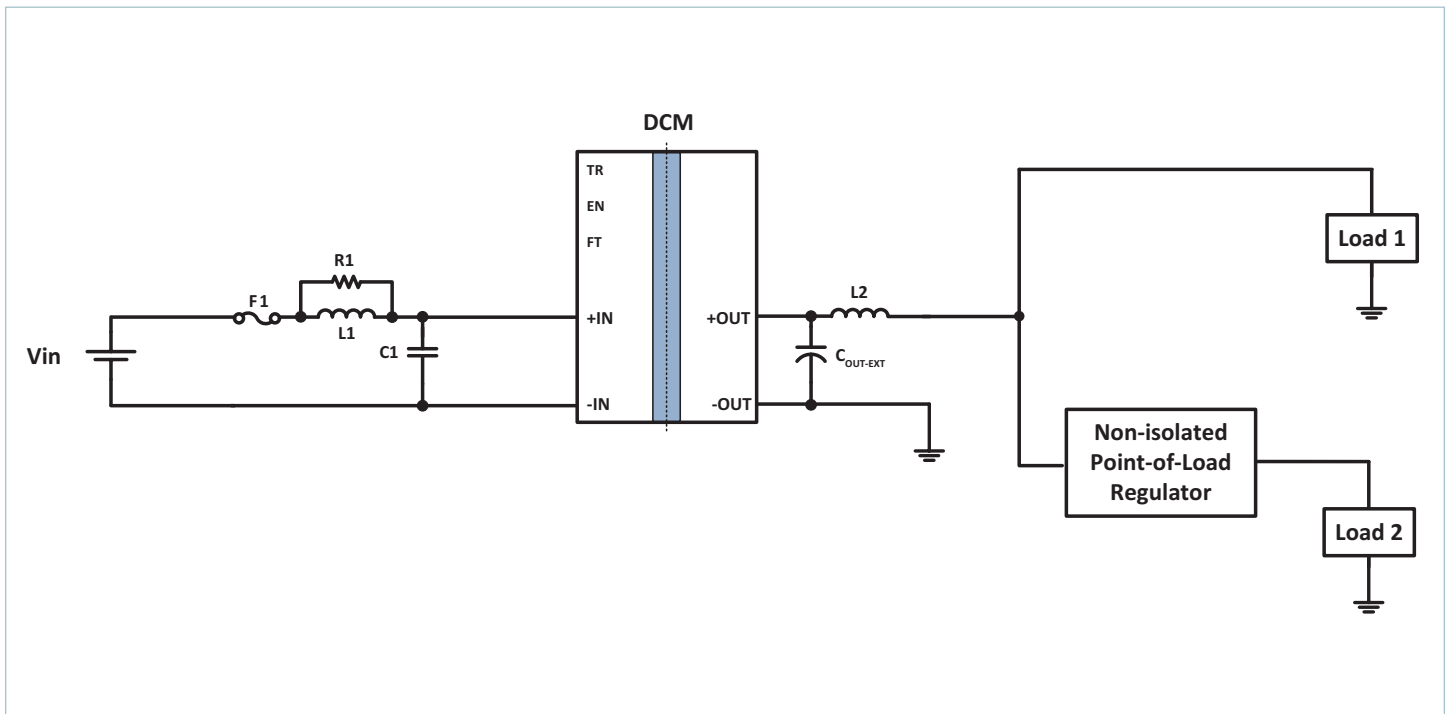 DCM
TR
EN
FT
R1
F1
L1
C1
Vin
+IN
-IN
+OUT
-OUT
L2
COUT-EXT
Load 1
Non-isolated
Point-of-Load
Regulator
Load 2